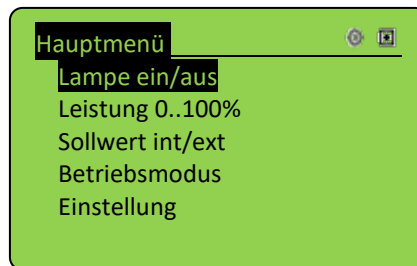 Hauptmenü
Lampe ein/aus
Leistung 0..100%
Sollwert int/ext
Betriebsmodus
Einstellung